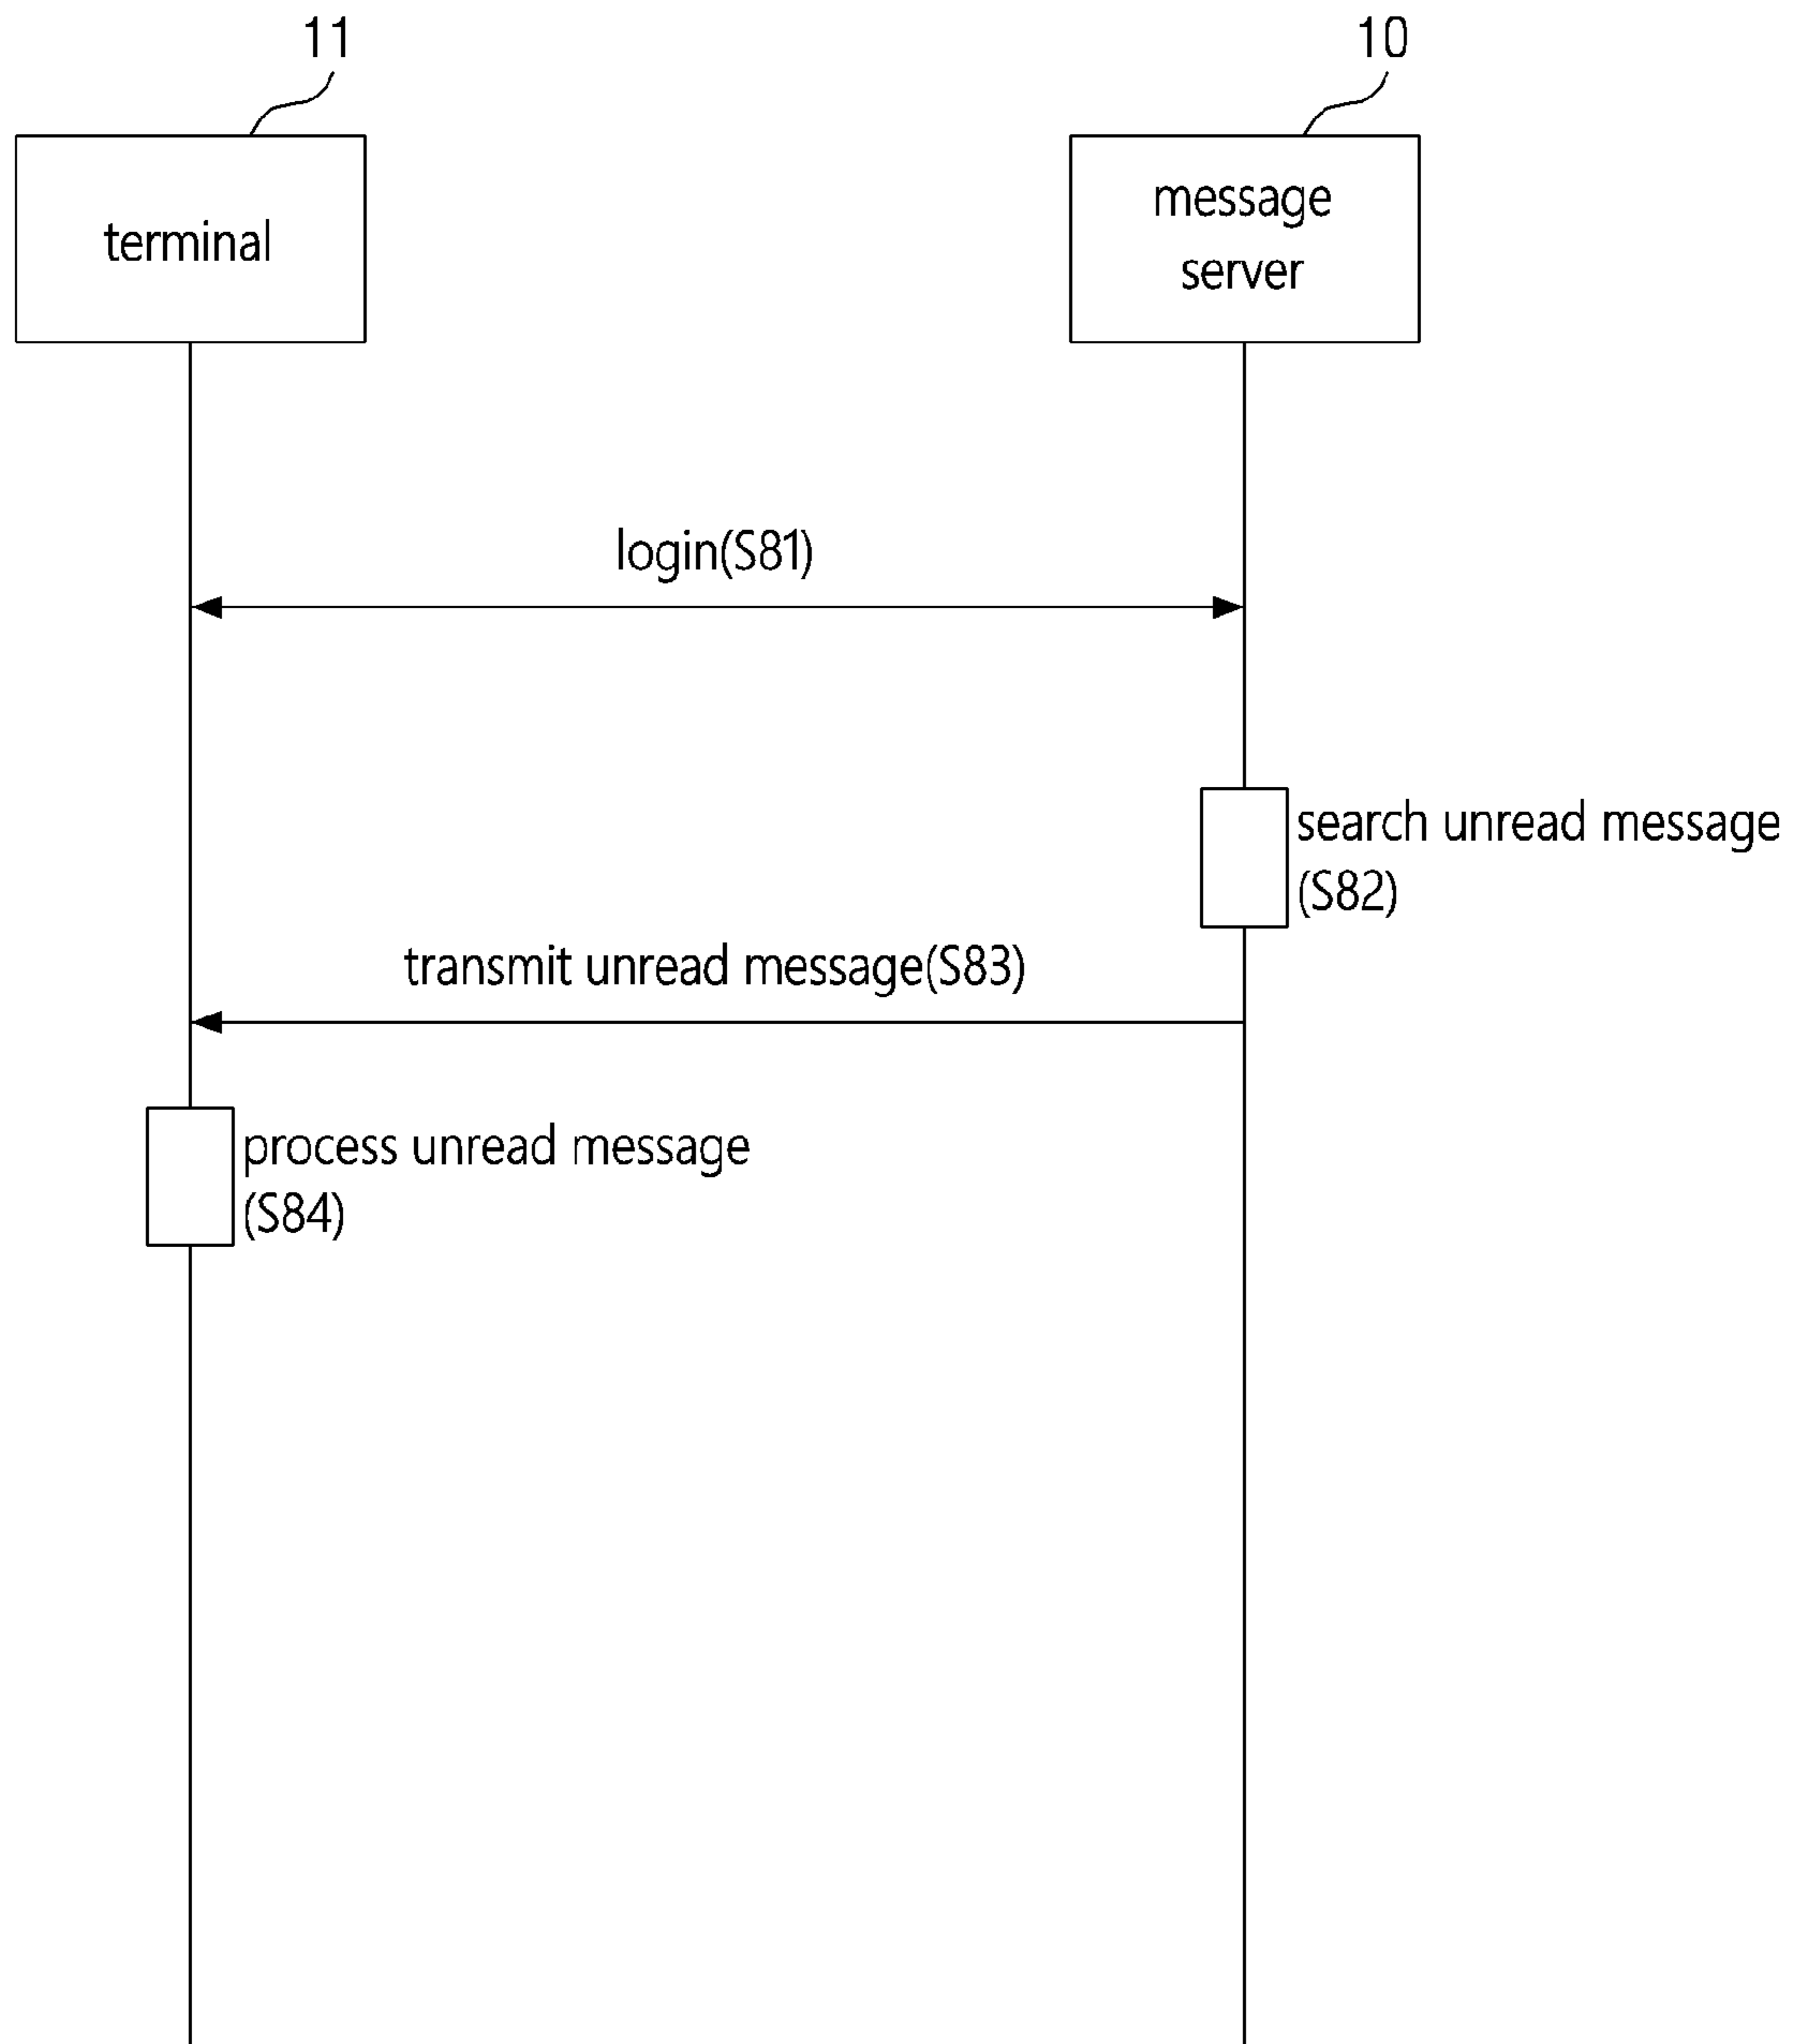 11
10
terminal
message
server
login(S81)
search unread message
(S82)
transmit unread message(S83)
process unread message
(S84)